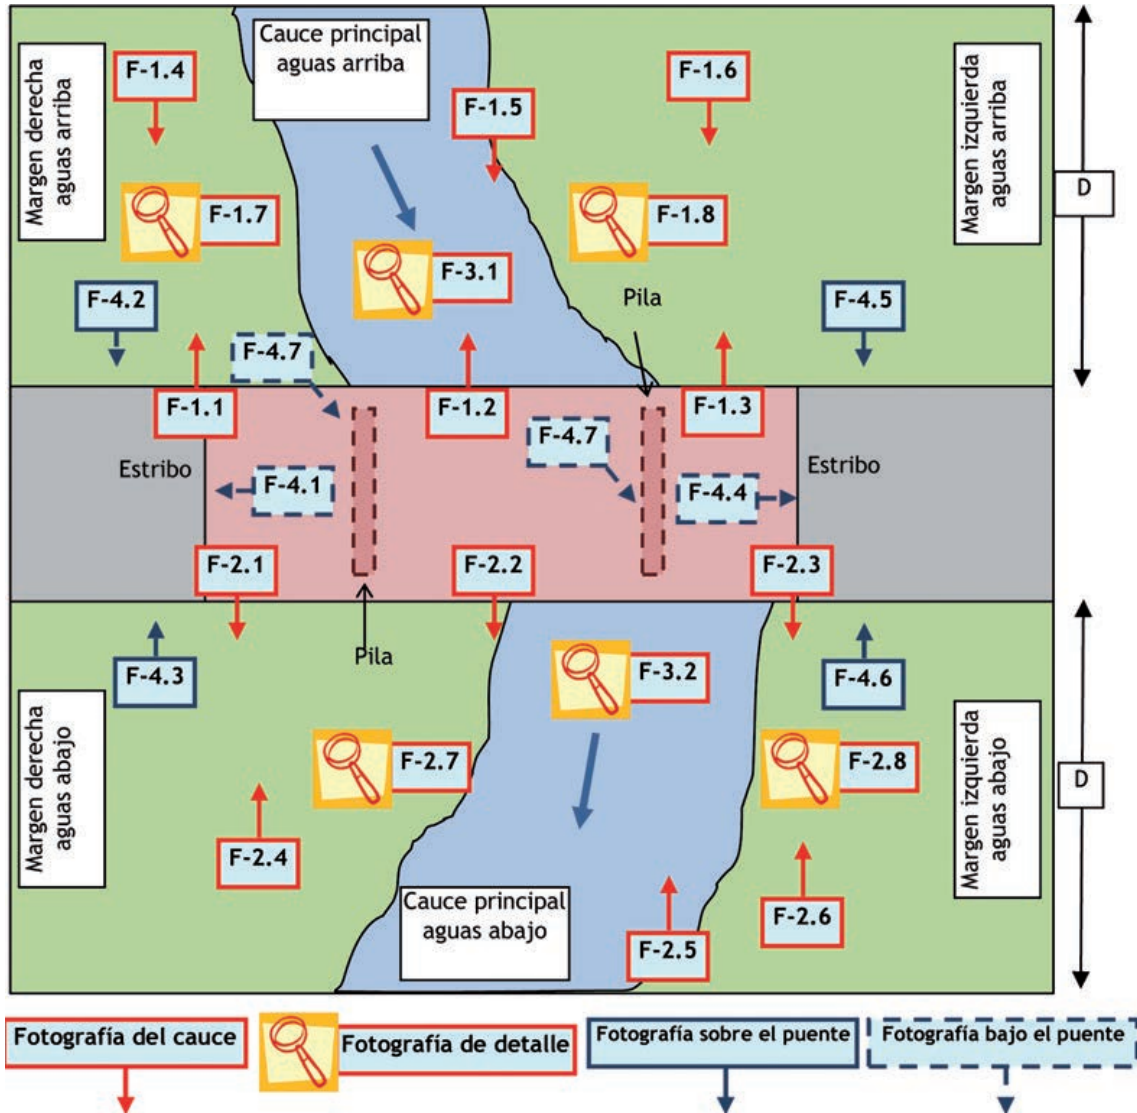 Cauce principal
aguas arriba
Margen derecha
aguas arriba
F-1.4
F-1.5
F-1.6
Margen izquierda
aguas arriba
D
F-1.7
F-1.8
F-3.1
F-4.2
Pila
F-4.5
F-4.7
F-1.1
F-1.2
F-1.3
F-4.7
Estribo
F-4.1
F-4.4
Estribo
F-2.1
F-2.2
F-2.3
Pila
F-4.3
F-3.2
F-4.6
Margen derecha
aguas abajo
F-2.7
F-2.8
Margen izquierda
aguas abajo
D
F-2.4
Cauce principal
aguas abajo
F-2.5
F-2.6
Fotografía del cauce
Fotografía de detalle
Fotografía sobre el puente
Fotografía bajo el puente